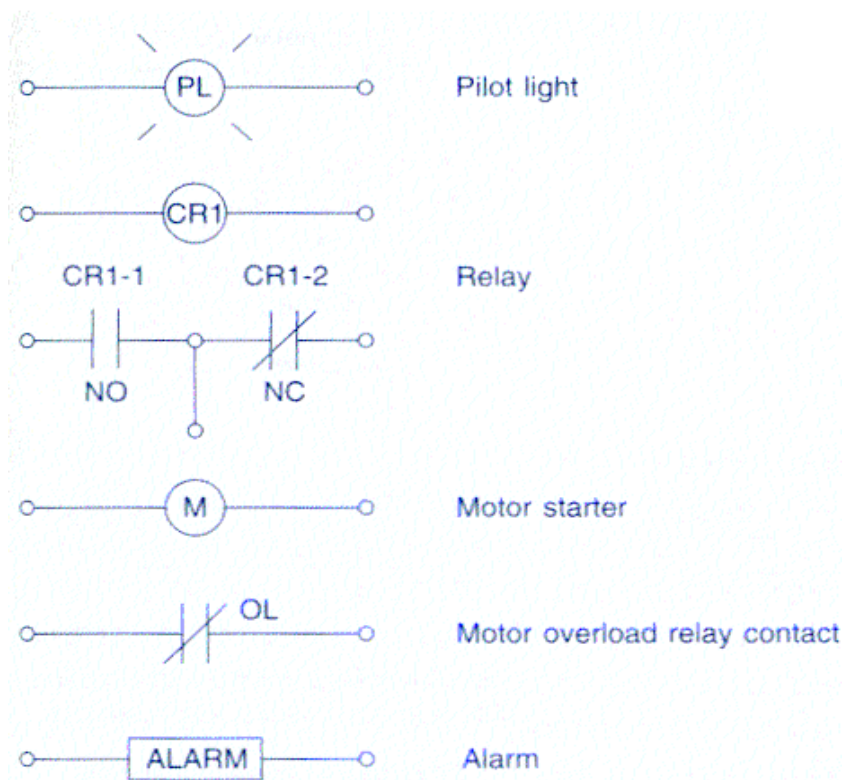 PL Pilot light
CR1
CR1-1 CR1-2 Relay
NO NC
M Motor starter
OL
Motor overload relay contact
ALARM Alarm